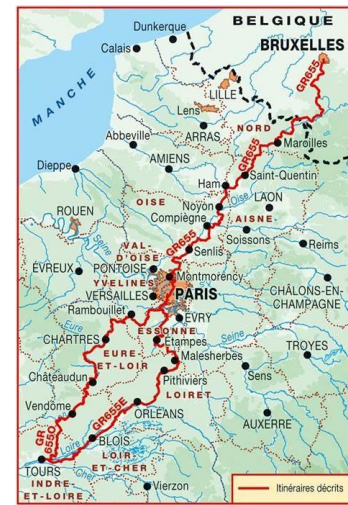 BELGIQUE
BRUXELLES
Dunkerque
Calais
MANCHE
LILLE
GR655
Lens
ARRAS
NORD
Maroilles
Abbeville
GR655
AMIENS
Dieppe
Ham
Saint-Quentin
OISE
Noyon
Oise
LAON
ROUEN
Compiègne
AISNE
Seine
GR655
Senlis
Soissons
Reims
VAL-
D'OISE
ÉVREUX
PONTOISE
Montmorency
YVELINES
VERSAILLES
PARIS
CHÂLONS-EN-
CHAMPAGNE
Rambouillet
ÉVRY
Eure
ESSONNE
Seine
CHARTRES
Étampes
TROYES
EURE
-ET-LOIR
Malesherbes
Châteaudun
Pithiviers
Sens
LOIRET
Vendôme
GR655E
ORLÉANS
AUXERRE
GR
655O
Loire
BLOIS
LOIR
-ET-CHER
TOURS
Cher
INDRE
-ET-LOIRE
Vierzon
Itinéraires décrits